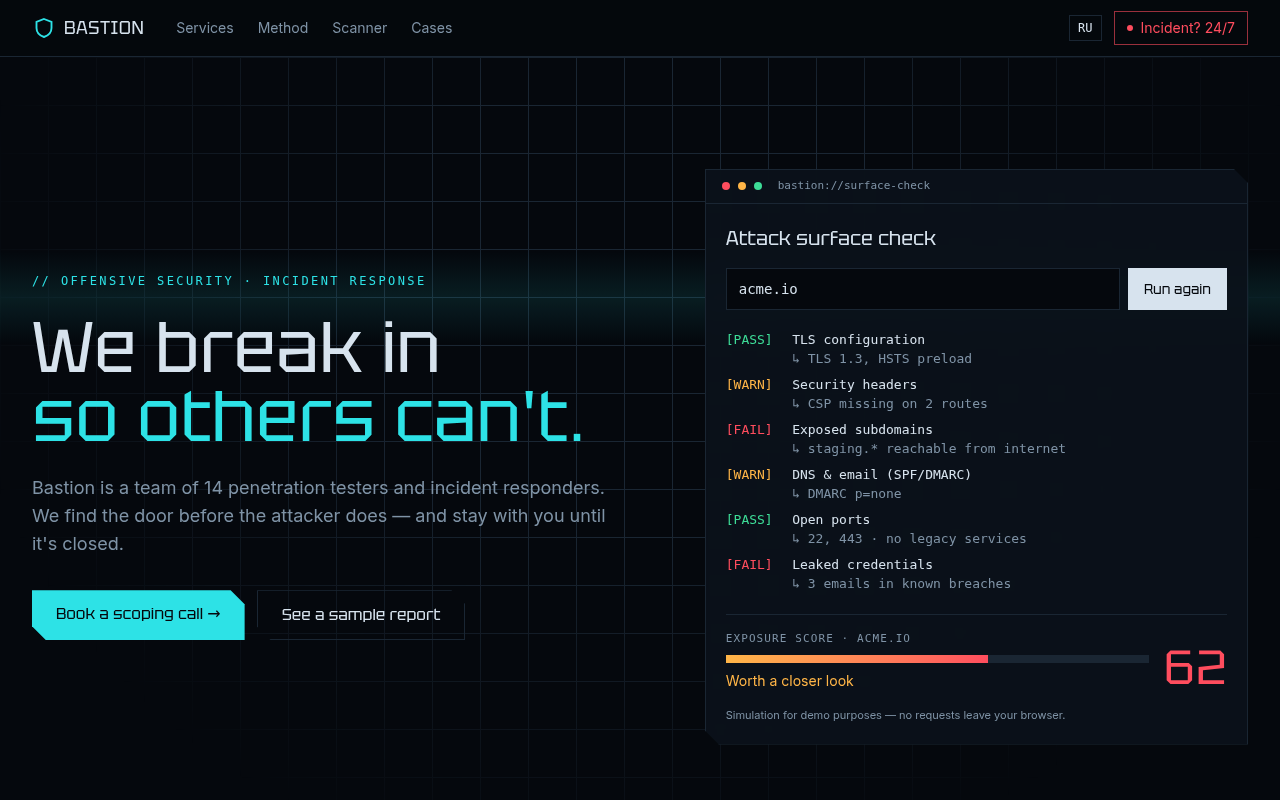 BASTION
Services
Method
Scanner
Cases
RU
Incident? 24/7
// OFFENSIVE SECURITY · INCIDENT RESPONSE
We break in
so others can't.
Bastion is a team of 14 penetration testers and incident responders.
We find the door before the attacker does — and stay with you until
it's closed.
Book a scoping call →
See a sample report
bastion://surface-check
Attack surface check
acme.io
Run again
[PASS] TLS configuration
↳ TLS 1.3, HSTS preload
[WARN] Security headers
↳ CSP missing on 2 routes
[FAIL] Exposed subdomains
↳ staging.* reachable from internet
[WARN] DNS & email (SPF/DMARC)
↳ DMARC p=none
[PASS] Open ports
↳ 22, 443 · no legacy services
[FAIL] Leaked credentials
↳ 3 emails in known breaches
EXPOSURE SCORE · ACME.IO
62
Worth a closer look
Simulation for demo purposes — no requests leave your browser.